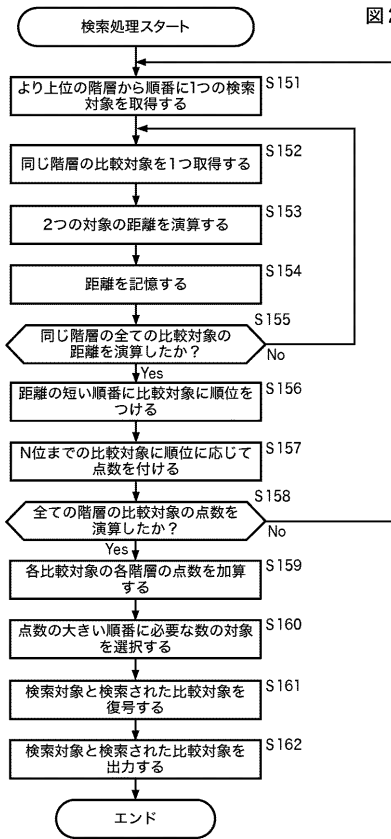 図2
検索処理スタート
より上位の階層から順番に1つの検索
対象を取得する
S151
同じ階層の比較対象を1つ取得する
S152
2つの対象の距離を演算する
S153
距離を記憶する
S154
同じ階層の全ての比較対象の
距離を演算したか?
S155
No
Yes
距離の短い順番に比較対象に順位を
つける
S156
N位までの比較対象に順位に応じて
点数を付ける
S157
全ての階層の比較対象の点数を
演算したか?
S158
No
Yes
各比較対象の各階層の点数を加算
する
S159
点数の大きい順番に必要な数の対象
を選択する
S160
検索対象と検索された比較対象を
復号する
S161
検索対象と検索された比較対象を
出力する
S162
エンド